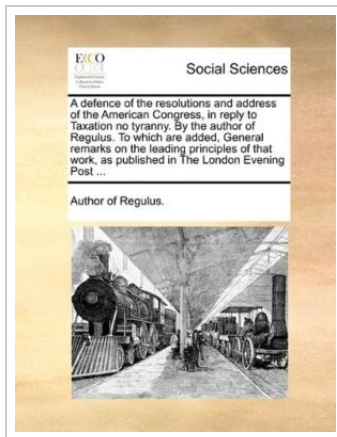 ECCO
Social Sciences
A defence of the resolutions and address
of the American Congress, in reply to
Taxation no tyranny. By the author of
Regulus. To which are added, General
remarks on the leading principles of that
work, as published in The London Evening
Post ...
Author of Regulus.